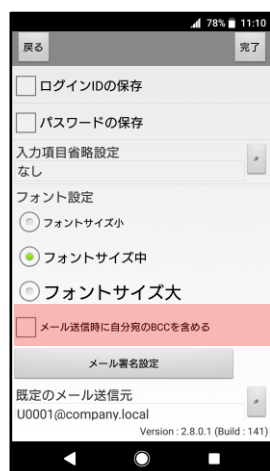 78% 11:10
戻る
完了
ログインIDの保存
パスワードの保存
入力項目省略設定
なし
フォント設定
フォントサイズ小
フォントサイズ中
フォントサイズ大
メール送信時に自分宛のBCCを含める
メール署名設定
既定のメール送信元
U0001@company.local
Version : 2.8.0.1 (Build : 141)